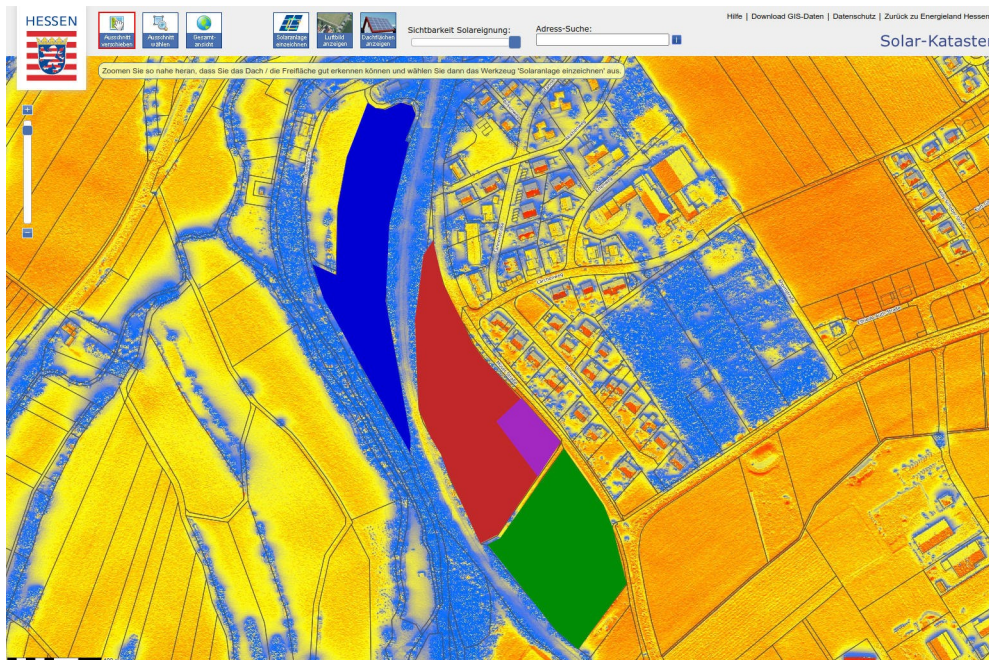 HESSEN
Ausschnitt
verschieben
Ausschnitt
wählen
Gesamt-
ansicht
Solaranlage
einzeichnen
Luftbild
anzeigen
Dachflächen
anzeigen
Sichtbarkeit Solareignung:
Adress-Suche:
Hilfe | Download GIS-Daten | Datenschutz | Zurück zu Energieland Hessen
Solar-Kataster
Zoomen Sie so nahe heran, dass Sie das Dach / die Freifläche gut erkennen können und wählen Sie dann das Werkzeug 'Solaranlage einzeichnen' aus.